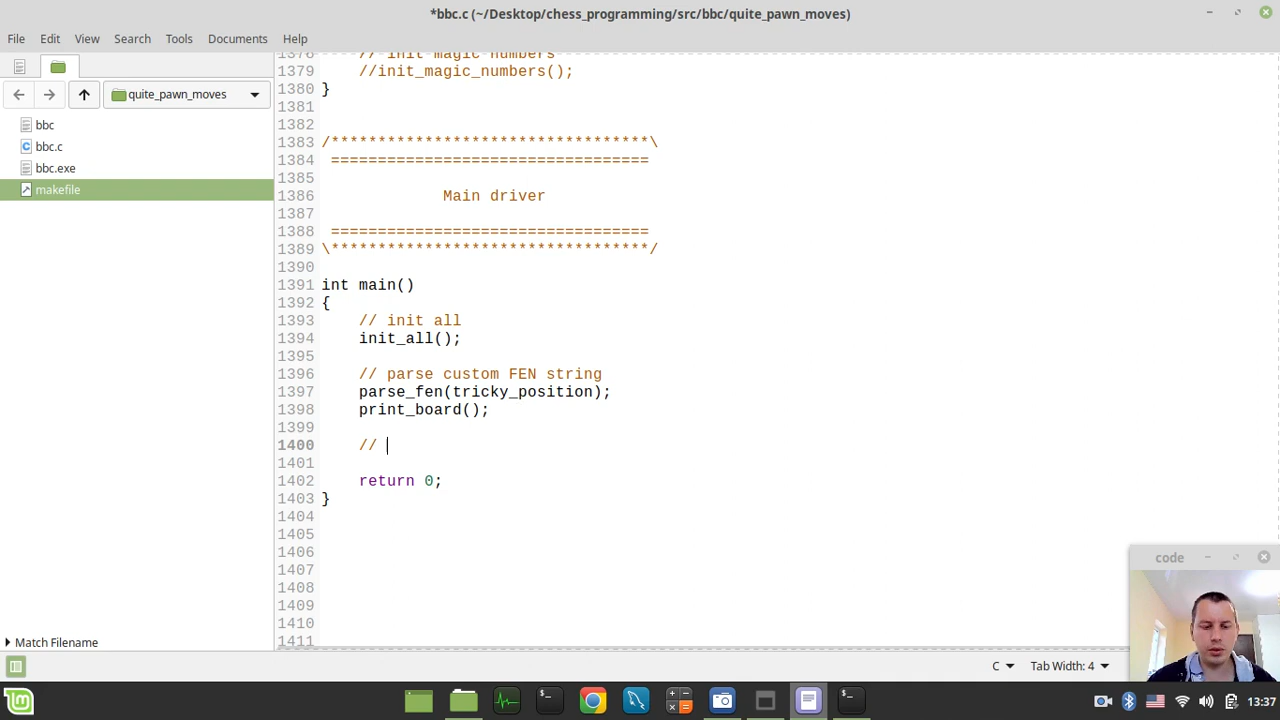 *bbc.c (~/Desktop/chess_programming/src/bbc/quite_pawn_moves)
File Edit View Search Tools Documents Help
quite_pawn_moves
bbc
bbc.c
bbc.exe
makefile
Match Filename
1378 // init magic numbers
1379 //init_magic_numbers();
1380 }
1381
1382
1383 /**********************************\
1384 ==================================
1385
1386 Main driver
1387
1388 ==================================
1389 \**********************************/
1390
1391 int main()
1392 {
1393 // init all
1394 init_all();
1395
1396 // parse custom FEN string
1397 parse_fen(tricky_position);
1398 print_board();
1399
1400 //
1401
1402 return 0;
1403 }
1404
1405
1406
1407
1408
1409
1410
1411
code
C Tab Width: 4
13:37